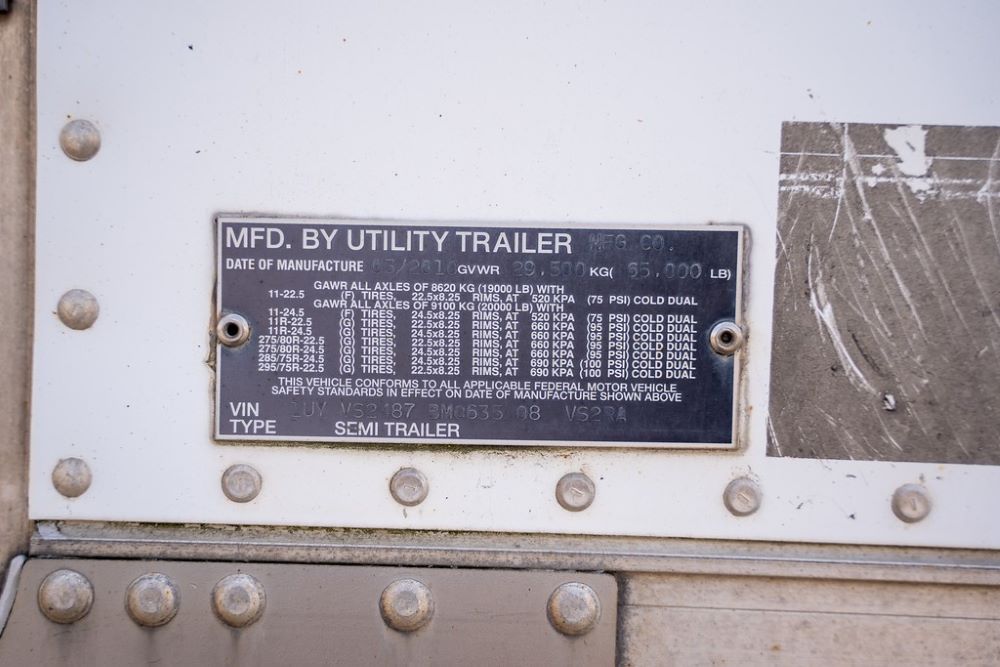 MFD. BY UTILITY TRAILER MFG. CO.
DATE OF MANUFACTURE 03/2010 GVWR 29,500 KG( 65,000 LB)
GAWR ALL AXLES OF 8620 KG (19000 LB) WITH
11-22.5 (F) TIRES, 22.5x8.25 RIMS, AT 520 KPA (75 PSI) COLD DUAL
GAWR ALL AXLES OF 9100 KG (20000 LB) WITH
11-24.5 (F) TIRES, 24.5x8.25 RIMS, AT 520 KPA (75 PSI) COLD DUAL
11R-22.5 (G) TIRES, 22.5x8.25 RIMS, AT 660 KPA (95 PSI) COLD DUAL
11R-24.5 (G) TIRES, 24.5x8.25 RIMS, AT 660 KPA (95 PSI) COLD DUAL
275/80R-22.5 (G) TIRES, 22.5x8.25 RIMS, AT 660 KPA (95 PSI) COLD DUAL
275/80R-24.5 (G) TIRES, 24.5x8.25 RIMS, AT 660 KPA (95 PSI) COLD DUAL
285/75R-24.5 (G) TIRES, 24.5x8.25 RIMS, AT 690 KPA (100 PSI) COLD DUAL
295/75R-22.5 (G) TIRES, 22.5x8.25 RIMS, AT 690 KPA (100 PSI) COLD DUAL
THIS VEHICLE CONFORMS TO ALL APPLICABLE FEDERAL MOTOR VEHICLE
SAFETY STANDARDS IN EFFECT ON DATE OF MANUFACTURE SHOWN ABOVE
VIN 1UY VS2RA
TYPE SEMI TRAILER